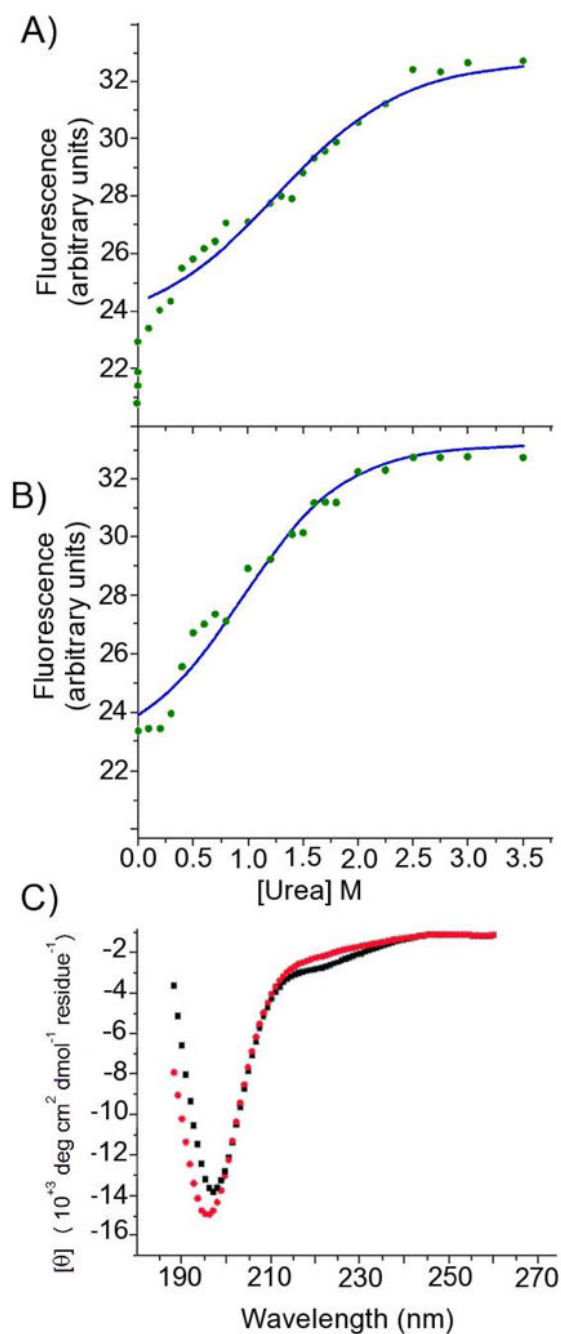 A)
Fluorescence
(arbitrary units)
32
30
28
26
24
22
B)
Fluorescence
(arbitrary units)
32
30
28
26
24
22
0.0 0.5 1.0 1.5 2.0 2.5 3.0 3.5
[Urea] M
C)
[θ] (10⁺³ deg cm² dmol⁻¹ residue⁻¹)
-2
-4
-6
-8
-10
-12
-14
-16
190 210 230 250 270
Wavelength (nm)